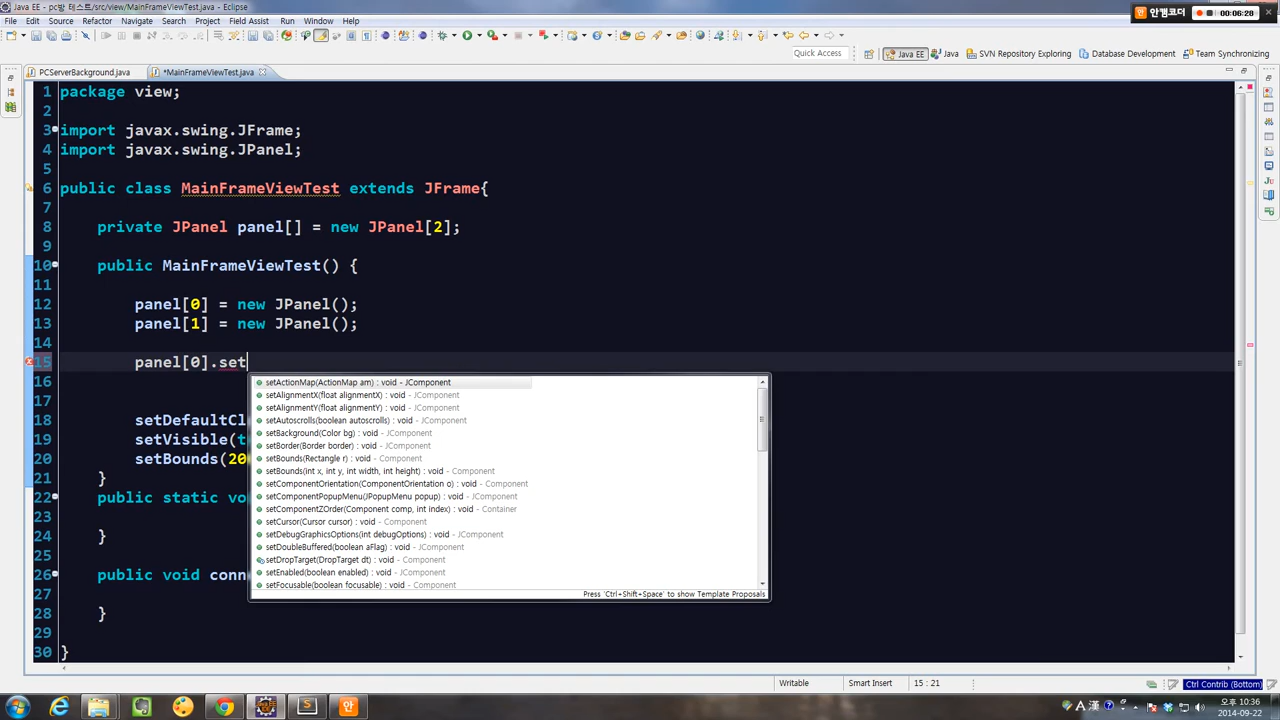 Java EE - pc방 테스트/src/view/MainFrameViewTest.java - Eclipse
안캠코더
00:06:28
File Edit Source Refactor Navigate Search Project Field Assist Run Window Help
Quick Access
Java EE
Java
SVN Repository Exploring
Database Development
Team Synchronizing
PCServerBackground.java
*MainFrameViewTest.java
1 package view;
2
3 import javax.swing.JFrame;
4 import javax.swing.JPanel;
5
6 public class MainFrameViewTest extends JFrame{
7
8 private JPanel panel[] = new JPanel[2];
9
10 public MainFrameViewTest() {
11
12 panel[0] = new JPanel();
13 panel[1] = new JPanel();
14
15 panel[0].set
16
17
18 setDefaultCl
19 setVisible(t
20 setBounds(20
21 }
22 public static vo
23
24 }
25
26 public void conn
27
28 }
29
30 }
setActionMap(ActionMap am) : void - JComponent
setAlignmentX(float alignmentX) : void - JComponent
setAlignmentY(float alignmentY) : void - JComponent
setAutoscrolls(boolean autoscrolls) : void - JComponent
setBackground(Color bg) : void - JComponent
setBorder(Border border) : void - JComponent
setBounds(Rectangle r) : void - Component
setBounds(int x, int y, int width, int height) : void - Component
setComponentOrientation(ComponentOrientation o) : void - Component
setComponentPopupMenu(JPopupMenu popup) : void - JComponent
setComponentZOrder(Component comp, int index) : void - Container
setCursor(Cursor cursor) : void - Component
setDebugGraphicsOptions(int debugOptions) : void - JComponent
setDoubleBuffered(boolean aFlag) : void - JComponent
setDropTarget(DropTarget dt) : void - Component
setEnabled(boolean enabled) : void - JComponent
setFocusable(boolean focusable) : void - Component
Press 'Ctrl+Shift+Space' to show Template Proposals
Writable
Smart Insert
15 : 21
Ctrl Contrib (Bottom)
안
A 漢
오후 10:36
2014-09-22